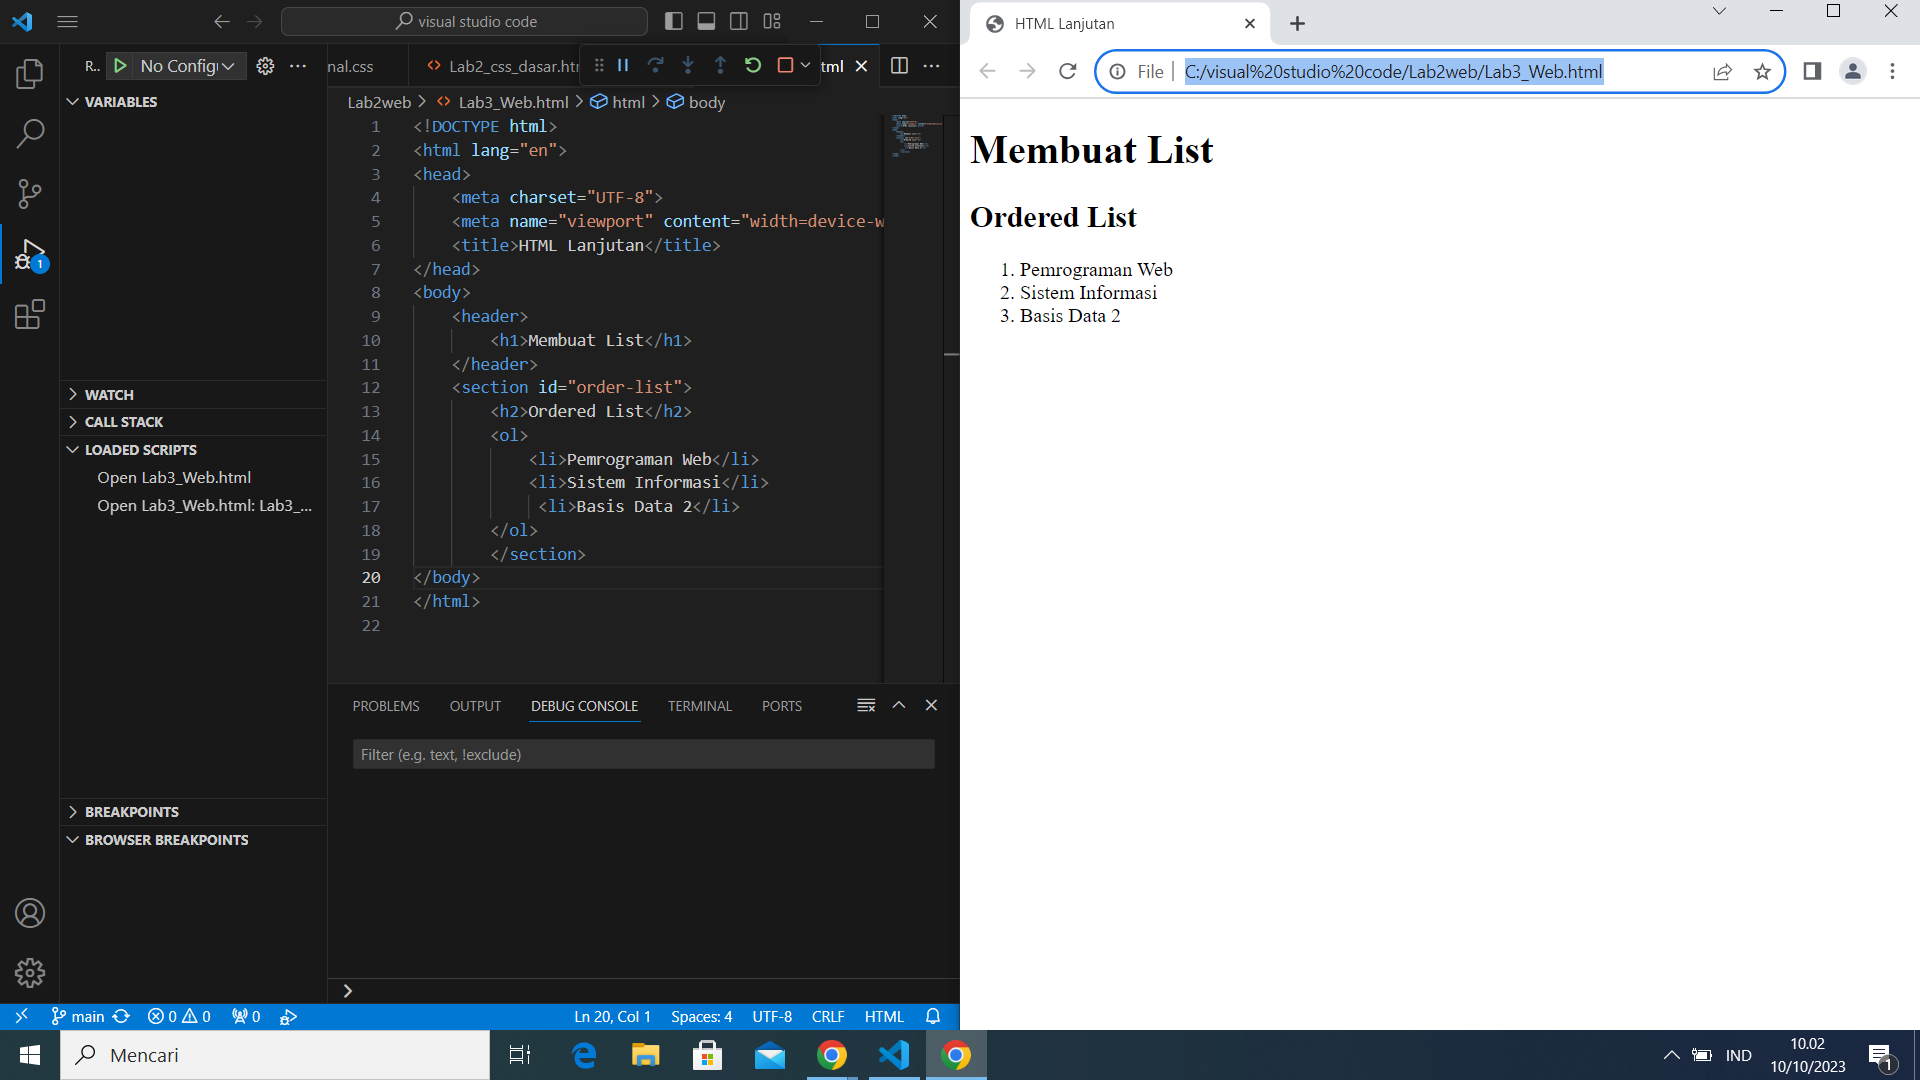 visual studio code
R..
No Config
nal.css
Lab2_css_dasar.htm
tml
Lab2web
Lab3_Web.html
html
body
VARIABLES
WATCH
CALL STACK
LOADED SCRIPTS
Open Lab3_Web.html
Open Lab3_Web.html: Lab3_...
BREAKPOINTS
BROWSER BREAKPOINTS
1
1 <!DOCTYPE html>
2 <html lang="en">
3 <head>
4 <meta charset="UTF-8">
5 <meta name="viewport" content="width=device-w
6 <title>HTML Lanjutan</title>
7 </head>
8 <body>
9 <header>
10 <h1>Membuat List</h1>
11 </header>
12 <section id="order-list">
13 <h2>Ordered List</h2>
14 <ol>
15 <li>Pemrograman Web</li>
16 <li>Sistem Informasi</li>
17 <li>Basis Data 2</li>
18 </ol>
19 </section>
20 </body>
21 </html>
22
PROBLEMS OUTPUT DEBUG CONSOLE TERMINAL PORTS
Filter (e.g. text, !exclude)
main 0 0 0 Ln 20, Col 1 Spaces: 4 UTF-8 CRLF HTML
HTML Lanjutan
File C:/visual%20studio%20code/Lab2web/Lab3_Web.html
Membuat List
Ordered List
1. Pemrograman Web
2. Sistem Informasi
3. Basis Data 2
Mencari
IND
10.02
10/10/2023
1